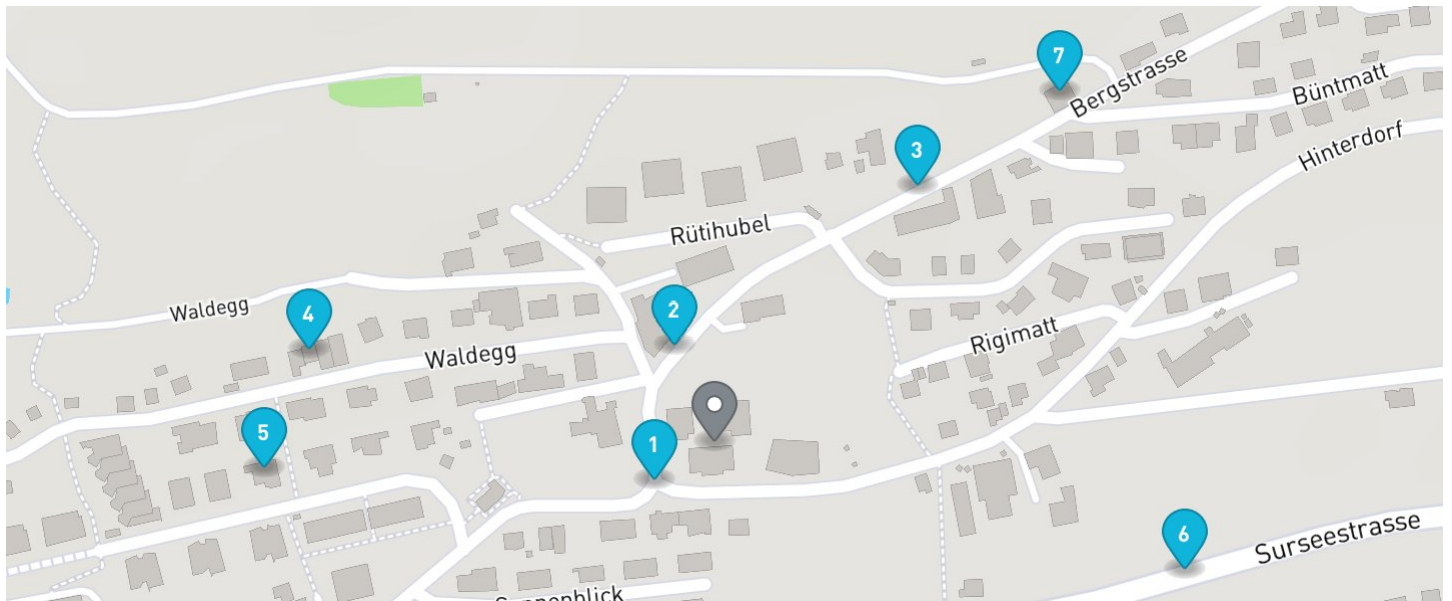 7
Bergstrasse
Büntmatt
Hinterdorf
3
Rütihubel
Waldegg
4
2
Waldegg
Rigimatt
5
1
6
Surseestrasse